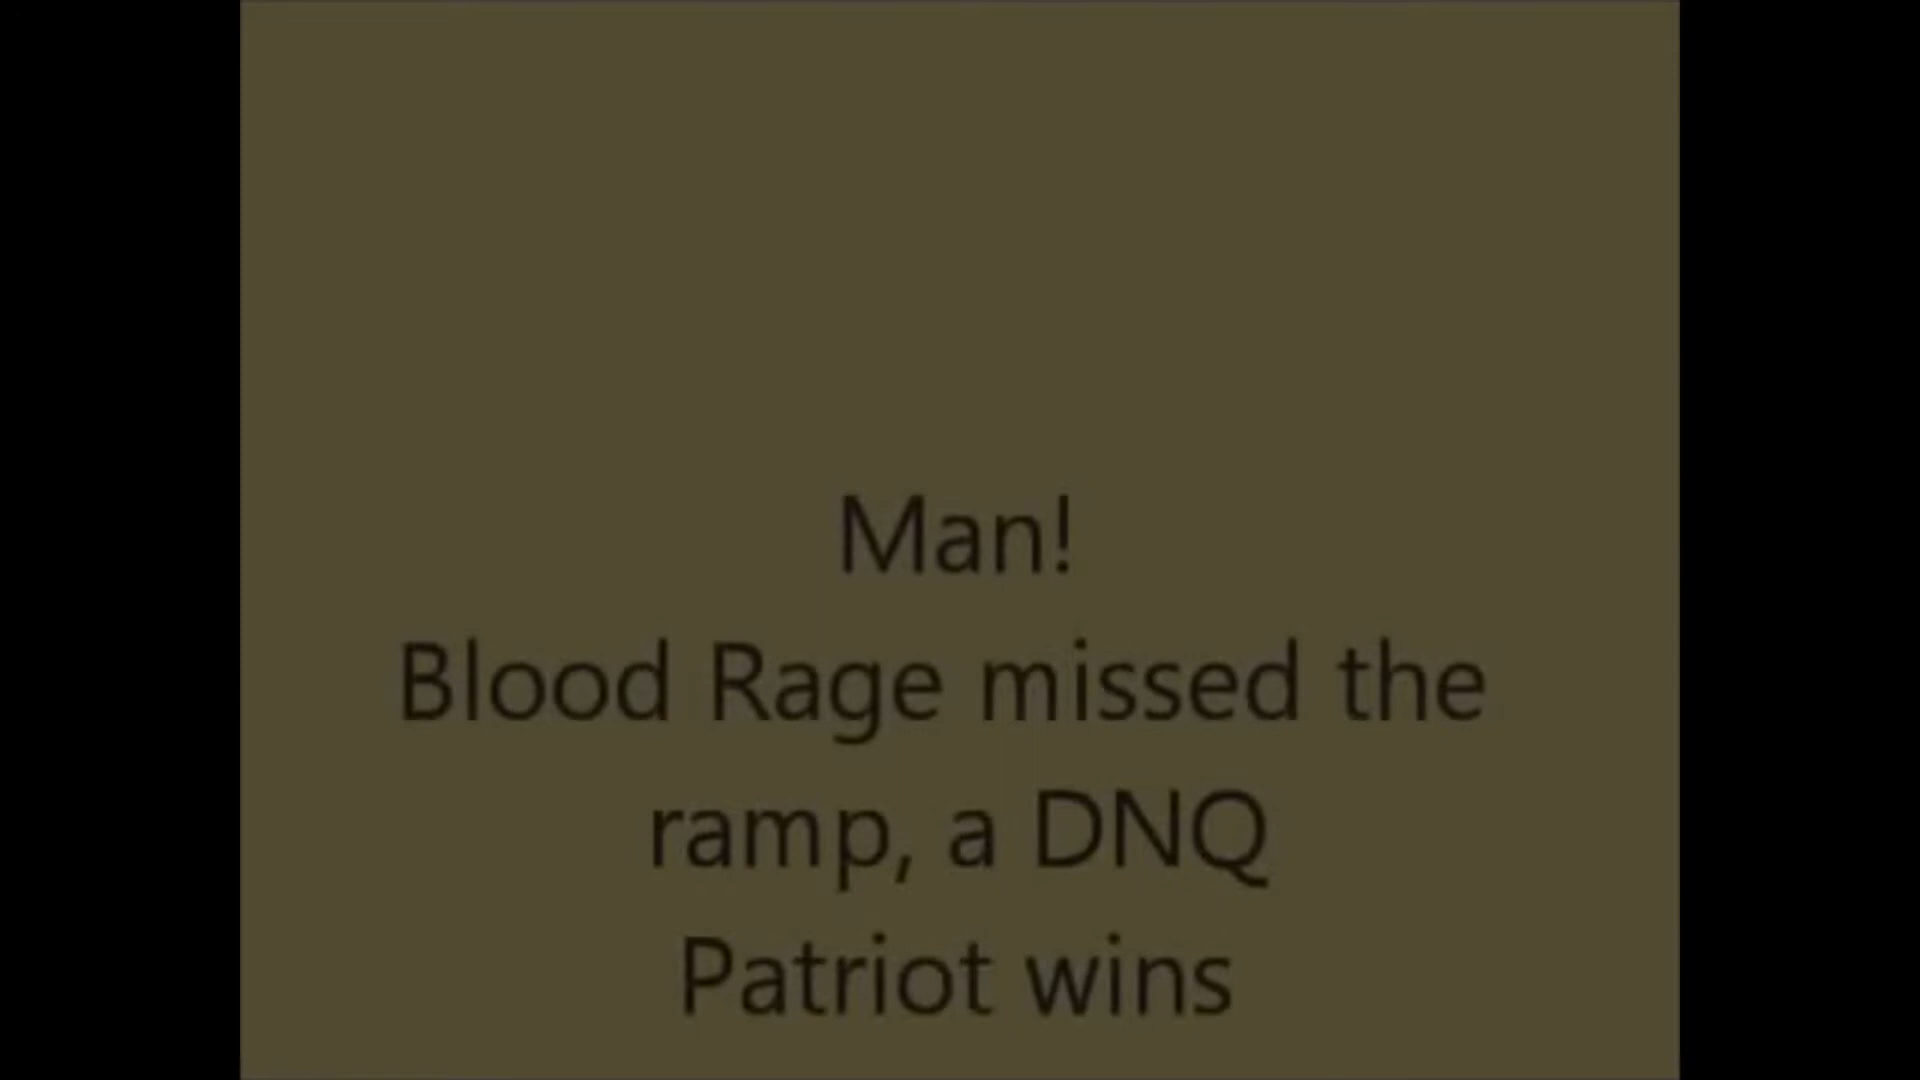 Man!
Blood Rage missed the
ramp, a DNQ
Patriot wins